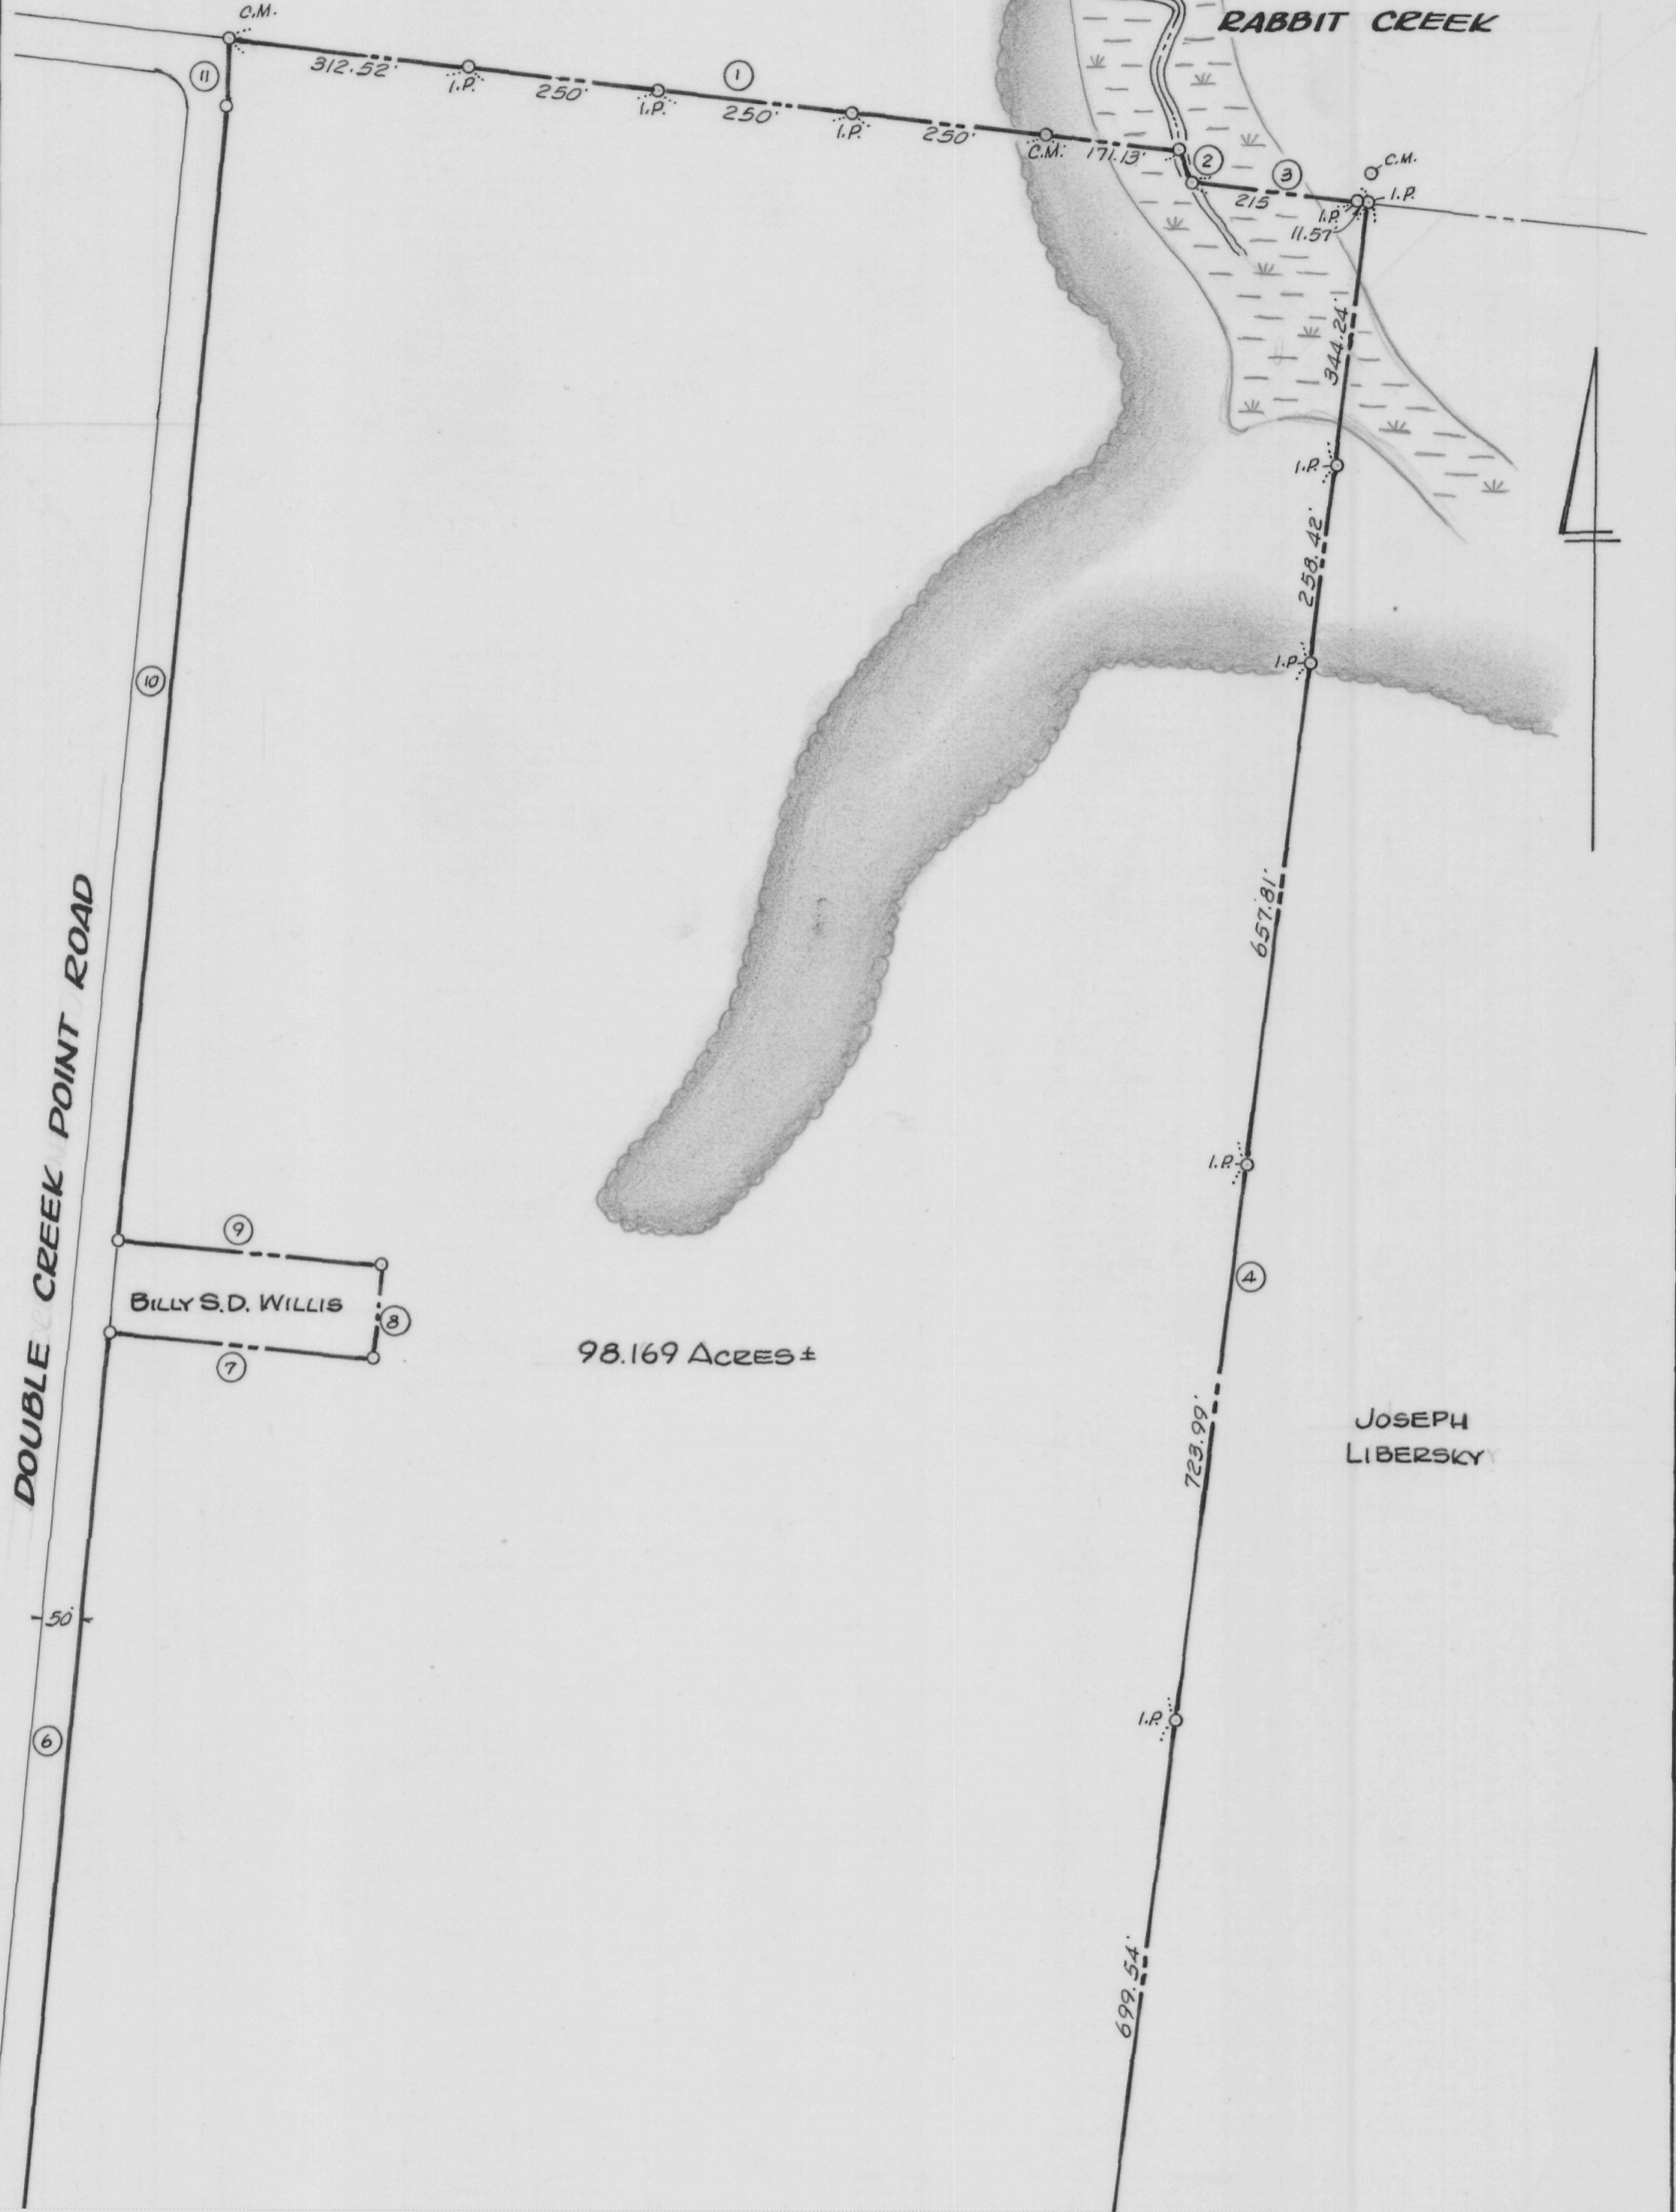 C.M.
RABBIT CREEK
11
312.52'
I.P.
250'
I.P.
1
250'
I.P.
250'
C.M.
171.13'
2
3
215
C.M.
I.P.
I.P.
11.57'
344.24'
I.P.
258.42'
I.P.
10
657.81'
DOUBLE CREEK POINT ROAD
I.P.
9
BILLY S.D. WILLIS
8
7
4
98.169 ACRES ±
723.99'
JOSEPH
LIBERSKY
50'
6
I.P.
699.54'